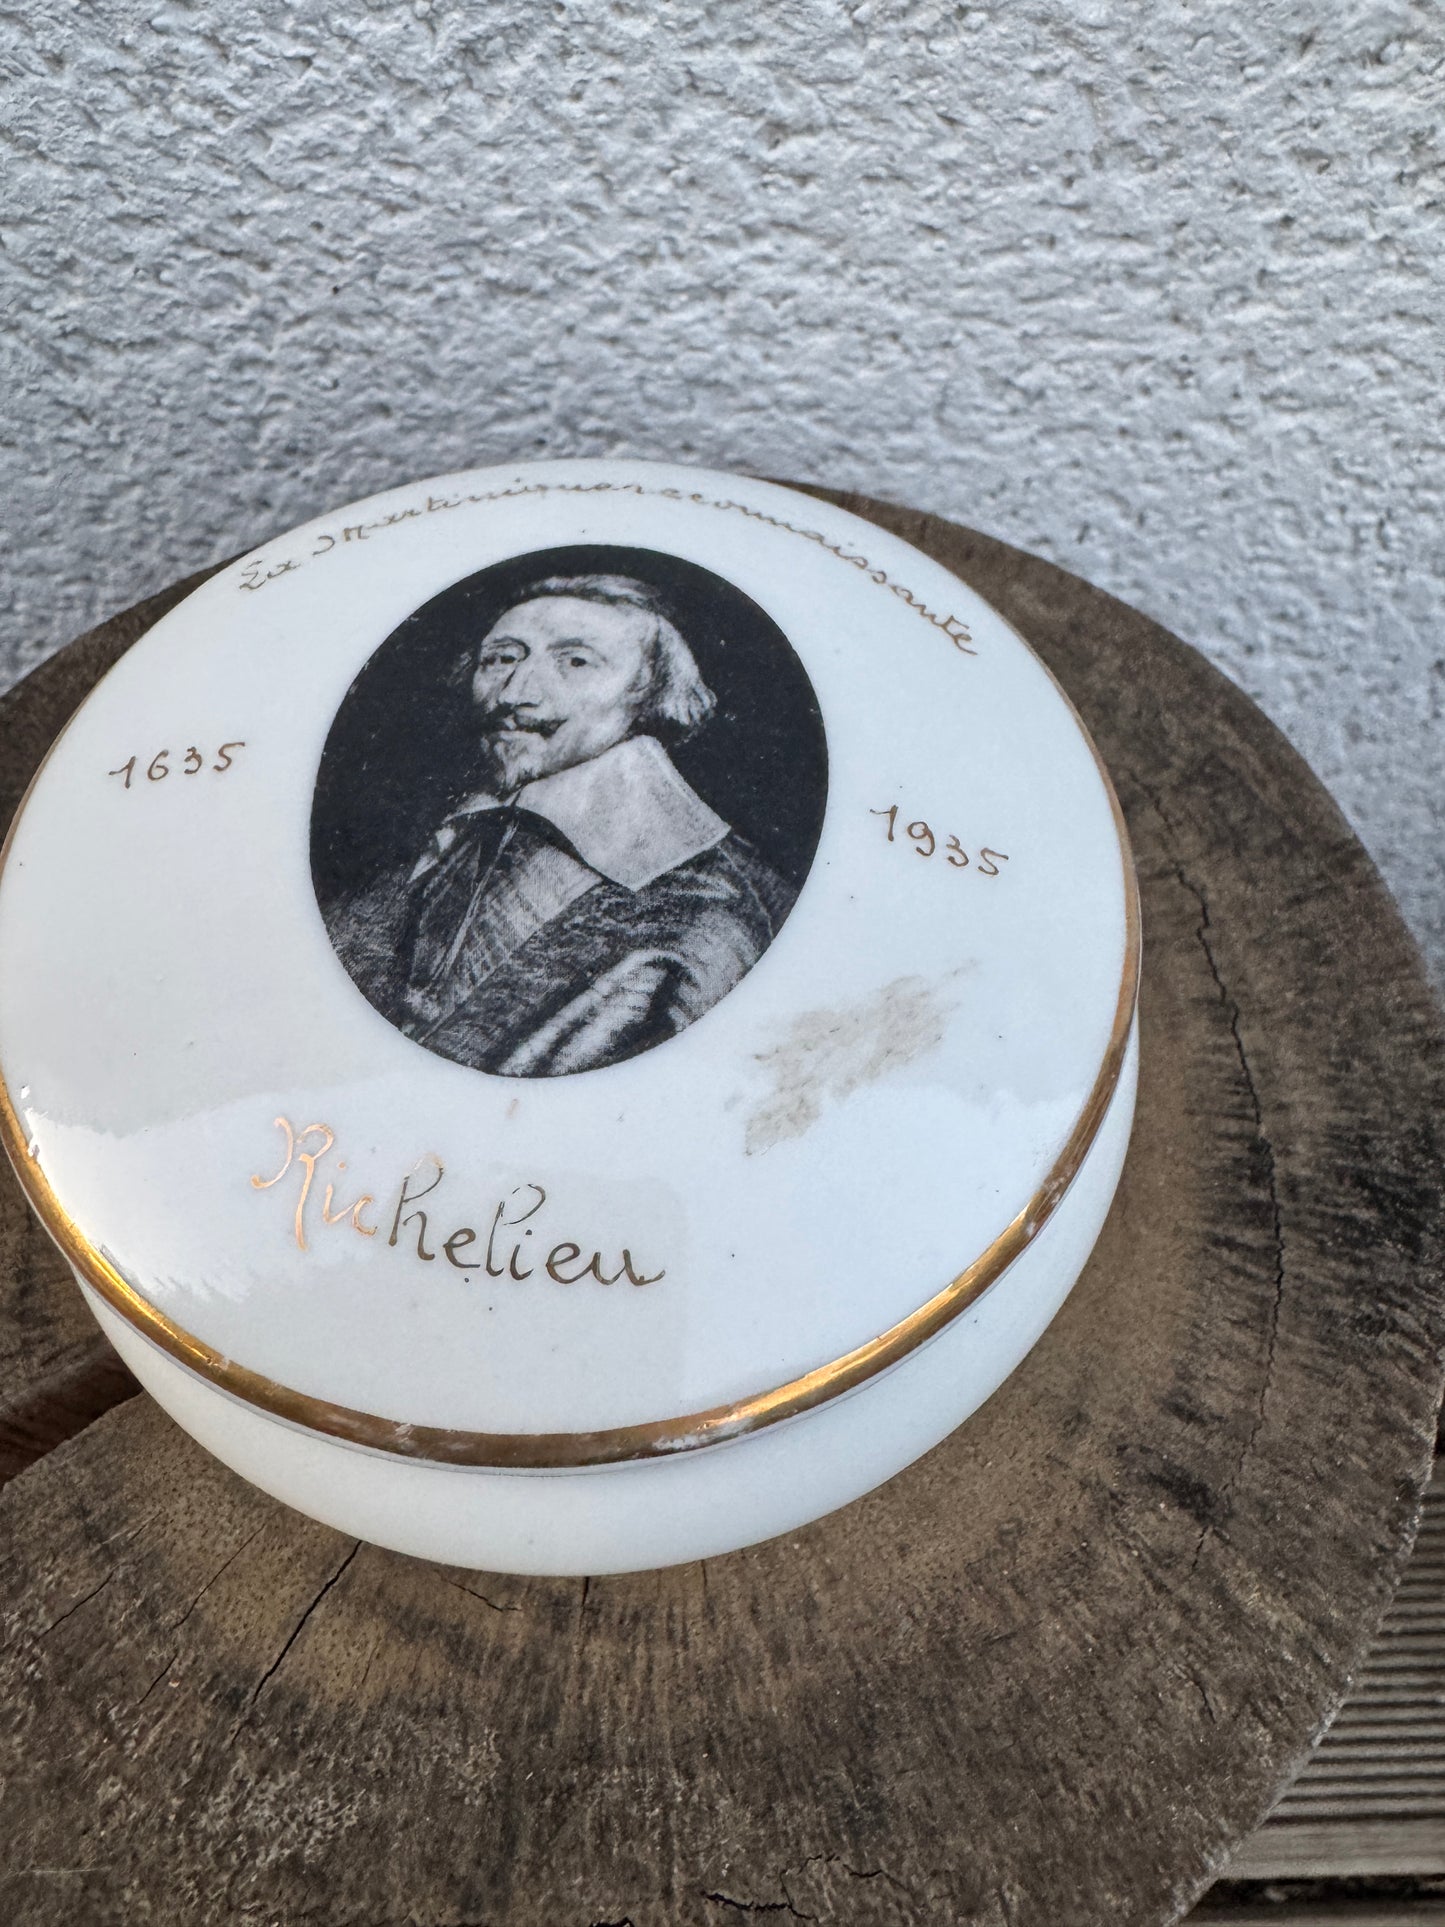 La Martinique reconnaissante
1635
1935
Richelieu